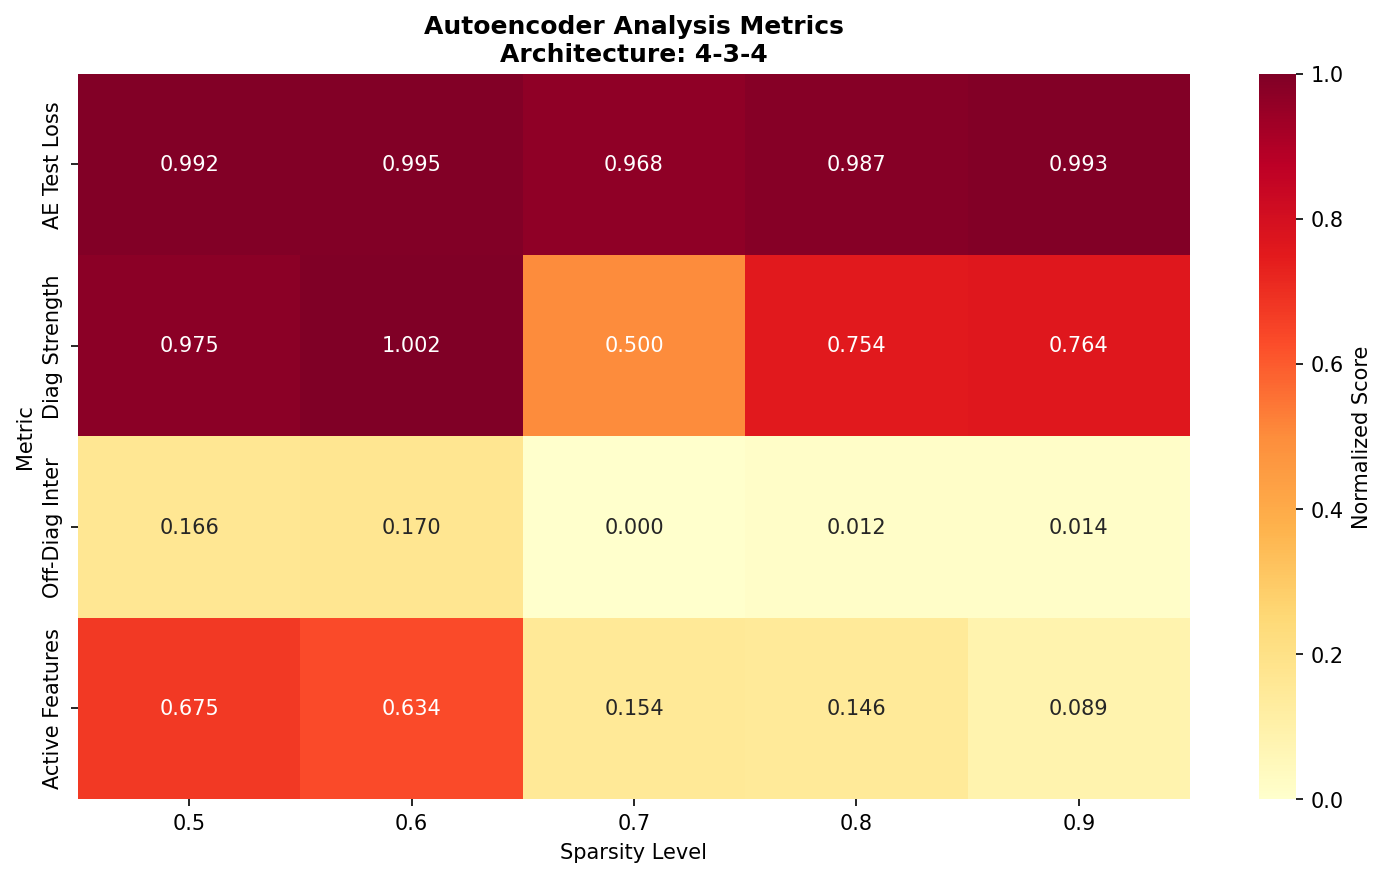 Autoencoder Analysis Metrics
Architecture: 4-3-4
Metric
AE Test Loss
0.992 0.995 0.968 0.987 0.993
Diag Strength
0.975 1.002 0.500 0.754 0.764
Off-Diag Inter
0.166 0.170 0.000 0.012 0.014
Active Features
0.675 0.634 0.154 0.146 0.089
0.5 0.6 0.7 0.8 0.9
Sparsity Level
1.0
0.8
0.6
0.4
0.2
0.0
Normalized Score